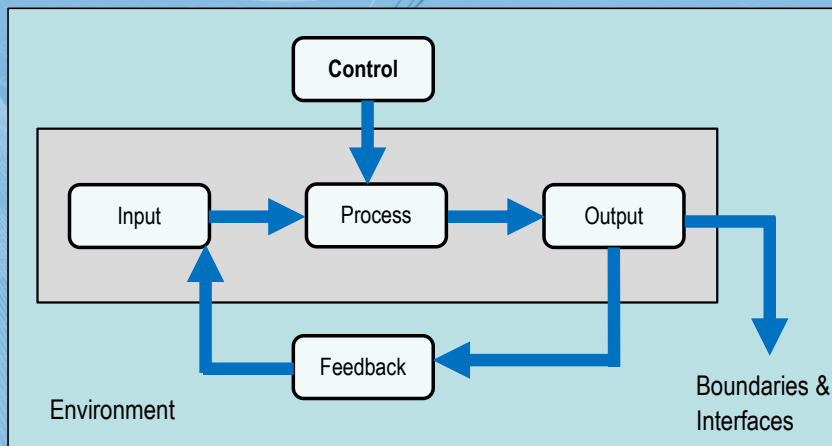 Control
Input
Process
Output
Feedback
Environment
Boundaries &
Interfaces